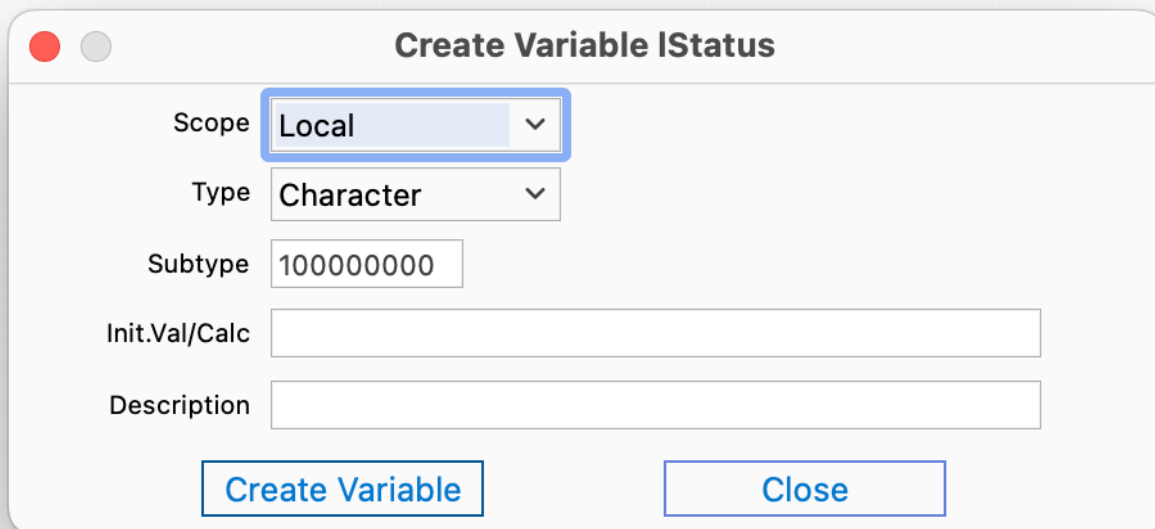 Create Variable lStatus
Scope Local
Type Character
Subtype 100000000
Init.Val/Calc
Description
Create Variable Close